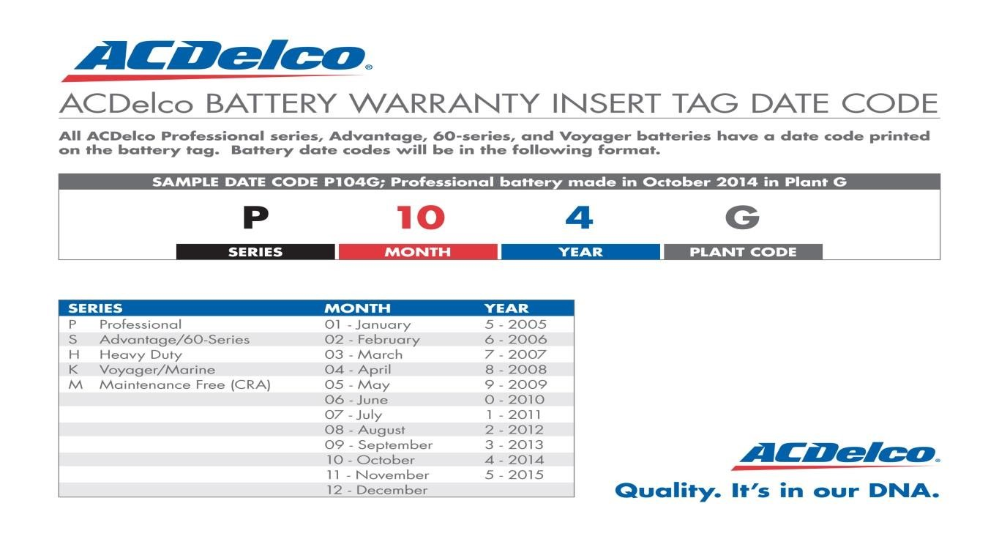 ACDelco®
ACDelco BATTERY WARRANTY INSERT TAG DATE CODE
All ACDelco Professional series, Advantage, 60-series, and Voyager batteries have a date code printed
on the battery tag.  Battery date codes will be in the following format.
SAMPLE DATE CODE P104G; Professional battery made in October 2014 in Plant G
P 10 4 G
SERIES MONTH YEAR PLANT CODE
SERIES MONTH YEAR
P Professional 01 - January 5 - 2005
S Advantage/60-Series 02 - February 6 - 2006
H Heavy Duty 03 - March 7 - 2007
K Voyager/Marine 04 - April 8 - 2008
M Maintenance Free (CRA) 05 - May 9 - 2009
06 - June 0 - 2010
07 - July 1 - 2011
08 - August 2 - 2012
09 - September 3 - 2013
10 - October 4 - 2014
11 - November 5 - 2015
12 - December
ACDelco®
Quality. It's in our DNA.